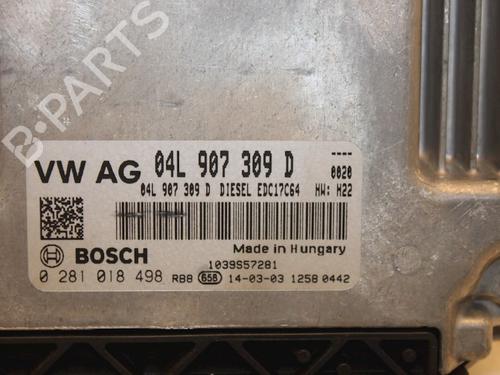 B-PARTS
VW AG 04L 907 309 D
----
0020
04L 907 309 D DIESEL EDC17C64 HW: H22
BOSCH
Made in Hungary
1039S57281
0 281 018 498 RB8 658 14-03-03 1258 0442